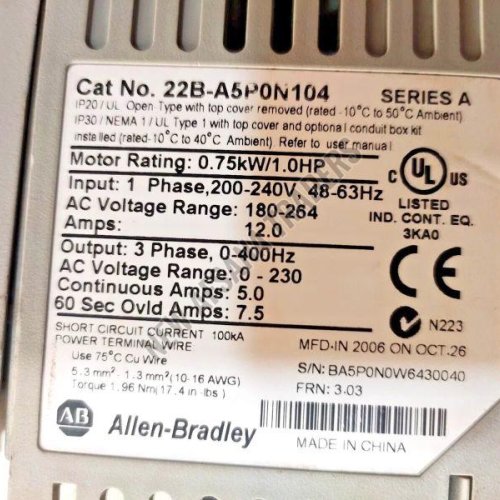 Cat No. 22B-A5P0N104 SERIES A
IP20/UL Open Type with top cover removed (rated -10°C to 50°C Ambient)
IP30/NEMA 1/UL Type 1 with top cover and optional conduit box kit
installed (rated -10°C to 40°C Ambient). Refer to user manual
Motor Rating: 0.75kW/1.0HP
Input: 1 Phase,200-240V, 48-63Hz
AC Voltage Range: 180-264
Amps: 12.0
Output: 3 Phase, 0-400Hz
AC Voltage Range: 0 - 230
Continuous Amps: 5.0
60 Sec Ovld Amps: 7.5
SHORT CIRCUIT CURRENT 100kA
POWER TERMINAL WIRE:
Use 75°C Cu Wire
5.3 mm² - 1.3 mm² (10-16 AWG)
Torque 1.96 Nm(17.4 in-lbs)
AB Allen-Bradley
C UL US
®
LISTED
IND. CONT. EQ.
3KA0
CE
N223
MFD-IN 2006 ON OCT.26
S/N: BA5P0N0W6430040
FRN: 3.03
MADE IN CHINA